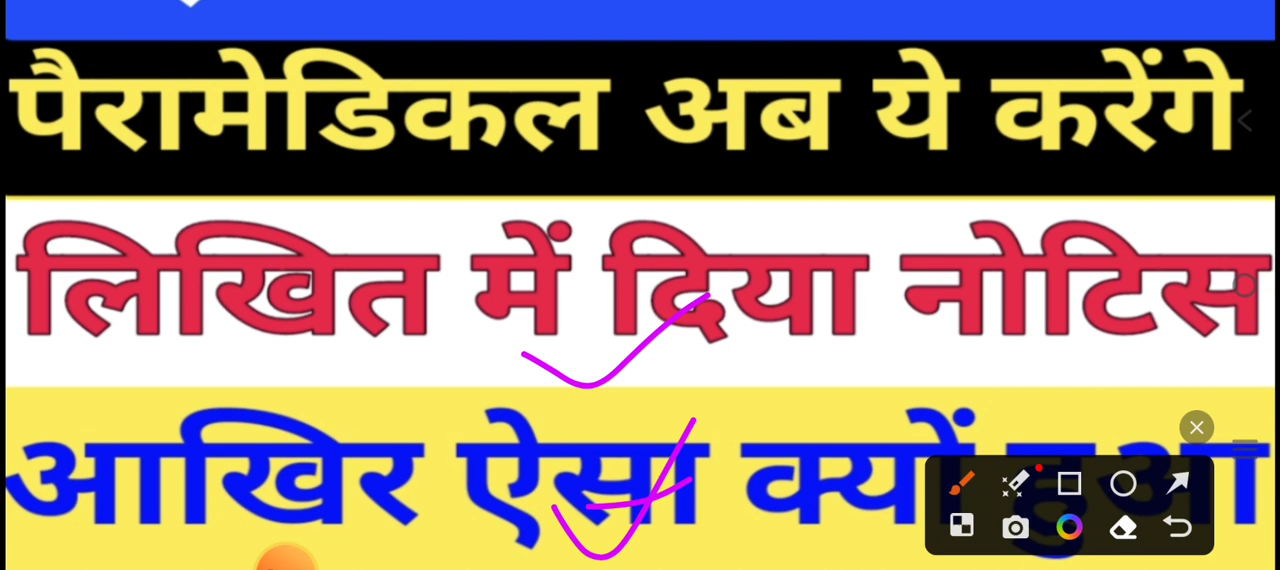 पैरामेडिकल अब ये करेंगे
लिखित में दिया नोटिस
आखिर ऐसा क्यों हुआ